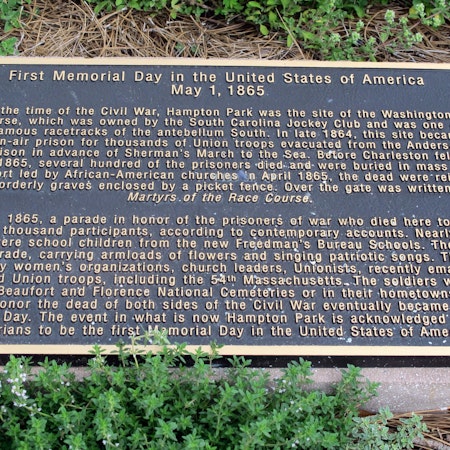 First Memorial Day in the United States of America
May 1, 1865
the time of the Civil War, Hampton Park was the site of the Washington
rse, which was owned by the South Carolina Jockey Club and was one
amous racetracks of the antebellum South. In late 1864, this site beca
n-air prison for thousands of Union troops evacuated from the Anders
ison in advance of Sherman's March to the Sea. Before Charleston fel
1865, several hundred of the prisoners died and were buried in mass
ort led by African-American churches in April 1865, the dead were rei
orderly graves enclosed by a picket fence. Over the gate was written
Martyrs of the Race Course.
1865, a parade in honor of the prisoners of war who died here to
thousand participants, according to contemporary accounts. Nearl
ere school children from the new Freedman's Bureau Schools. The
rade, carrying armloads of flowers and singing patriotic songs. T
y women's organizations, church leaders, Unionists, recently ema
d Union troops, including the 54th Massachusetts. The soldiers w
Beaufort and Florence National Cemeteries or in their hometowns
onor the dead of both sides of the Civil War eventually became
Day. The event in what is now Hampton Park is acknowledged
rians to be the first Memorial Day in the United States of Ame